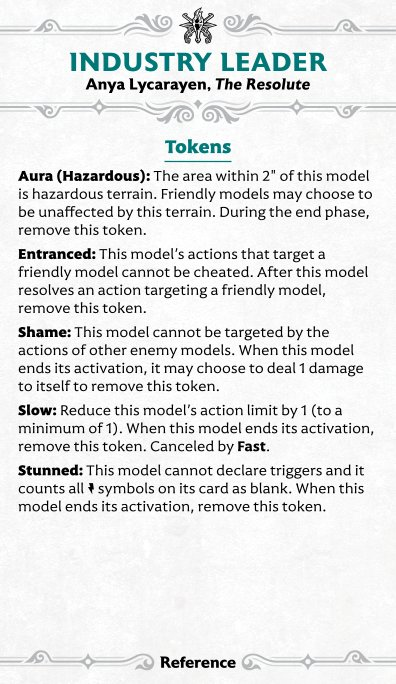 INDUSTRY LEADER
Anya Lycarayen, The Resolute
Tokens
Aura (Hazardous): The area within 2" of this model
is hazardous terrain. Friendly models may choose to
be unaffected by this terrain. During the end phase,
remove this token.
Entranced: This model's actions that target a
friendly model cannot be cheated. After this model
resolves an action targeting a friendly model,
remove this token.
Shame: This model cannot be targeted by the
actions of other enemy models. When this model
ends its activation, it may choose to deal 1 damage
to itself to remove this token.
Slow: Reduce this model's action limit by 1 (to a
minimum of 1). When this model ends its activation,
remove this token. Canceled by Fast.
Stunned: This model cannot declare triggers and it
counts all symbols on its card as blank. When this
model ends its activation, remove this token.
Reference